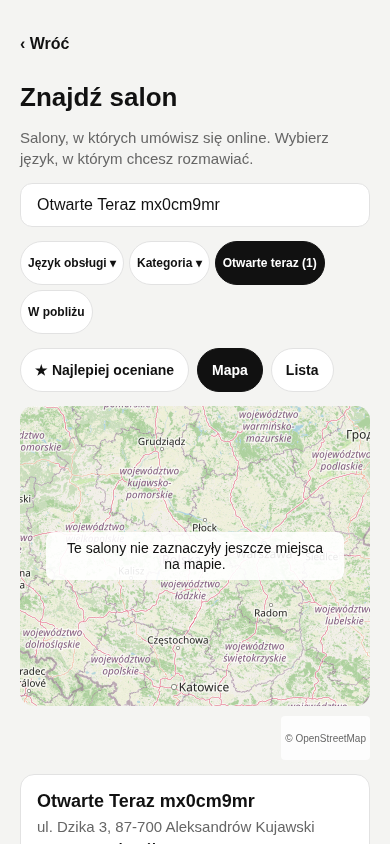 ‹ Wróć
Znajdź salon
Salony, w których umówisz się online. Wybierz
język, w którym chcesz rozmawiać.
Otwarte Teraz mx0cm9mr
Język obsługi ▾
Kategoria ▾
Otwarte teraz (1)
W pobliżu
★ Najlepiej oceniane
Mapa
Lista
województwo
warmińsko-
mazurskie
Grudziądz
województwo
podlaskie
województwo
kujawsko-
pomorskie
Płock
województwo
Te salony nie zaznaczyły jeszcze miejsca
na mapie.
województwo
łódzkie
Radom
województwo
lubelskie
województwo
dolnośląskie
Częstochowa
województwo
świętokrzyskie
województwo
opolskie
Katowice
© OpenStreetMap
Otwarte Teraz mx0cm9mr
ul. Dzika 3, 87-700 Aleksandrów Kujawski